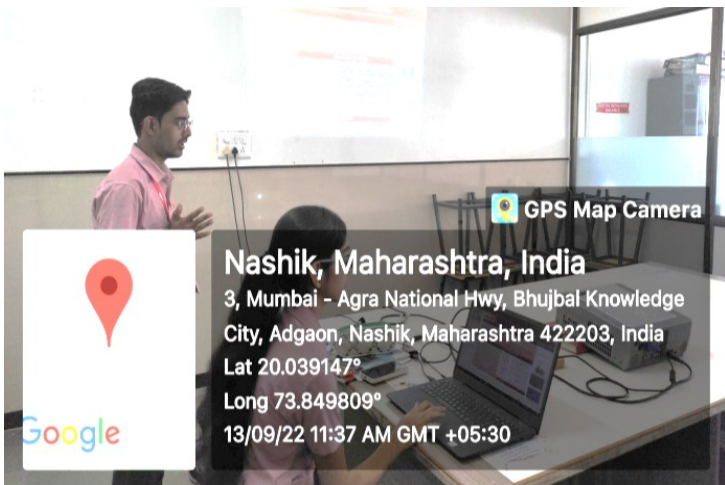 GPS Map Camera
Nashik, Maharashtra, India
3, Mumbai - Agra National Hwy, Bhujbal Knowledge
City, Adgaon, Nashik, Maharashtra 422203, India
Lat 20.039147°
Long 73.849809°
13/09/22 11:37 AM GMT +05:30
Google